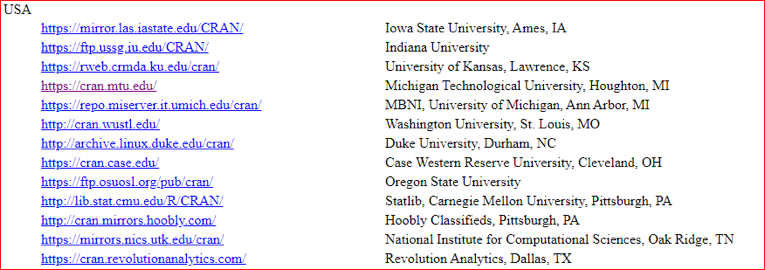 USA
https://mirror.las.iastate.edu/CRAN/ Iowa State University, Ames, IA
https://ftp.ussg.iu.edu/CRAN/ Indiana University
https://rweb.crmda.ku.edu/cran/ University of Kansas, Lawrence, KS
https://cran.mtu.edu/ Michigan Technological University, Houghton, MI
https://repo.miserver.it.umich.edu/cran/ MBNI, University of Michigan, Ann Arbor, MI
http://cran.wustl.edu/ Washington University, St. Louis, MO
http://archive.linux.duke.edu/cran/ Duke University, Durham, NC
https://cran.case.edu/ Case Western Reserve University, Cleveland, OH
https://ftp.osuosl.org/pub/cran/ Oregon State University
http://lib.stat.cmu.edu/R/CRAN/ Statlib, Carnegie Mellon University, Pittsburgh, PA
http://cran.mirrors.hoobly.com/ Hoobly Classifieds, Pittsburgh, PA
https://mirrors.nics.utk.edu/cran/ National Institute for Computational Sciences, Oak Ridge, TN
https://cran.revolutionanalytics.com/ Revolution Analytics, Dallas, TX